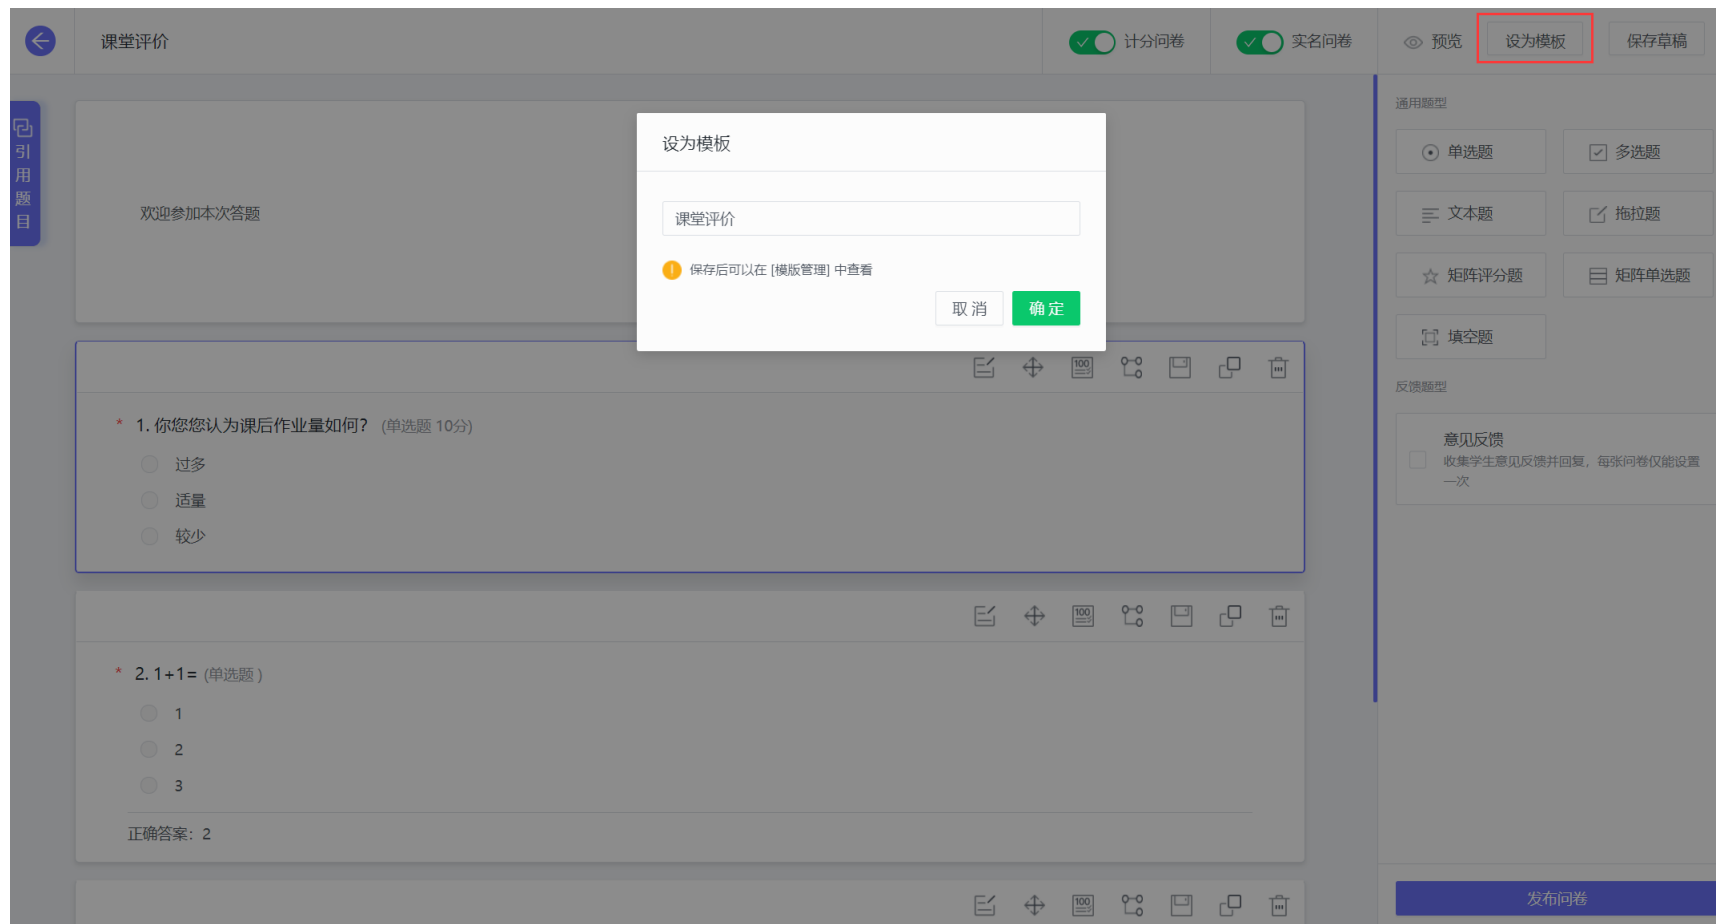 课堂评价
计分问卷
实名问卷
预览
设为模板
保存草稿
引用题目
欢迎参加本次答题
设为模板
课堂评价
保存后可以在 [模版管理] 中查看
取 消
确 定
* 1. 你您您认为课后作业量如何? (单选题 10分)
过多
适量
较少
* 2. 1+1= (单选题 )
1
2
3
正确答案：2
通用题型
单选题
多选题
文本题
拖拉题
矩阵评分题
矩阵单选题
填空题
反馈题型
意见反馈
收集学生意见反馈并回复，每张问卷仅能设置
一次
发布问卷